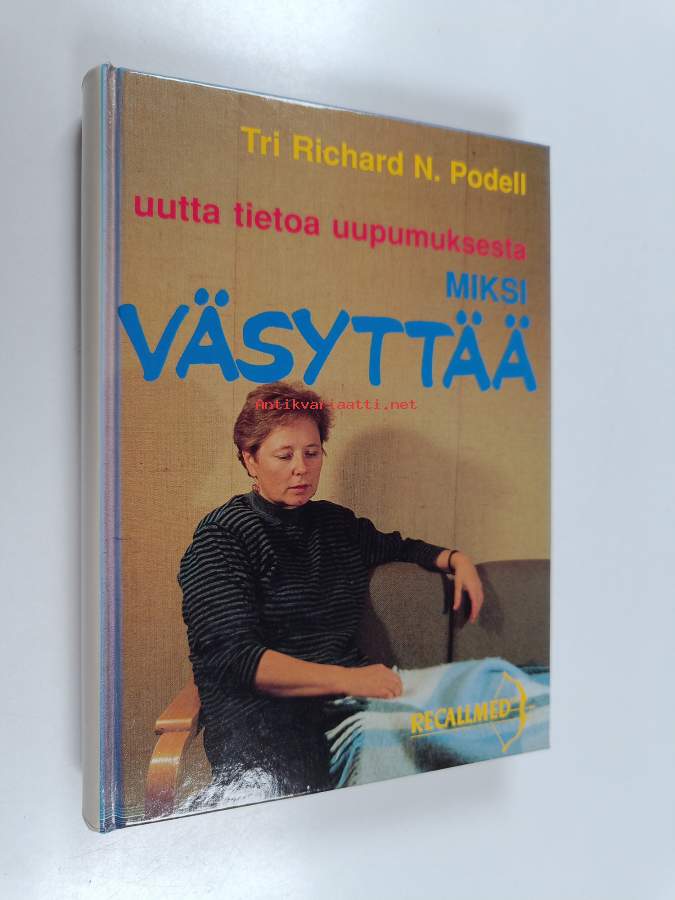 Tri Richard N. Podell
uutta tietoa uupumuksesta
MIKSI
VÄSYTTÄÄ
Antikvariaatti.net
RECALLMED